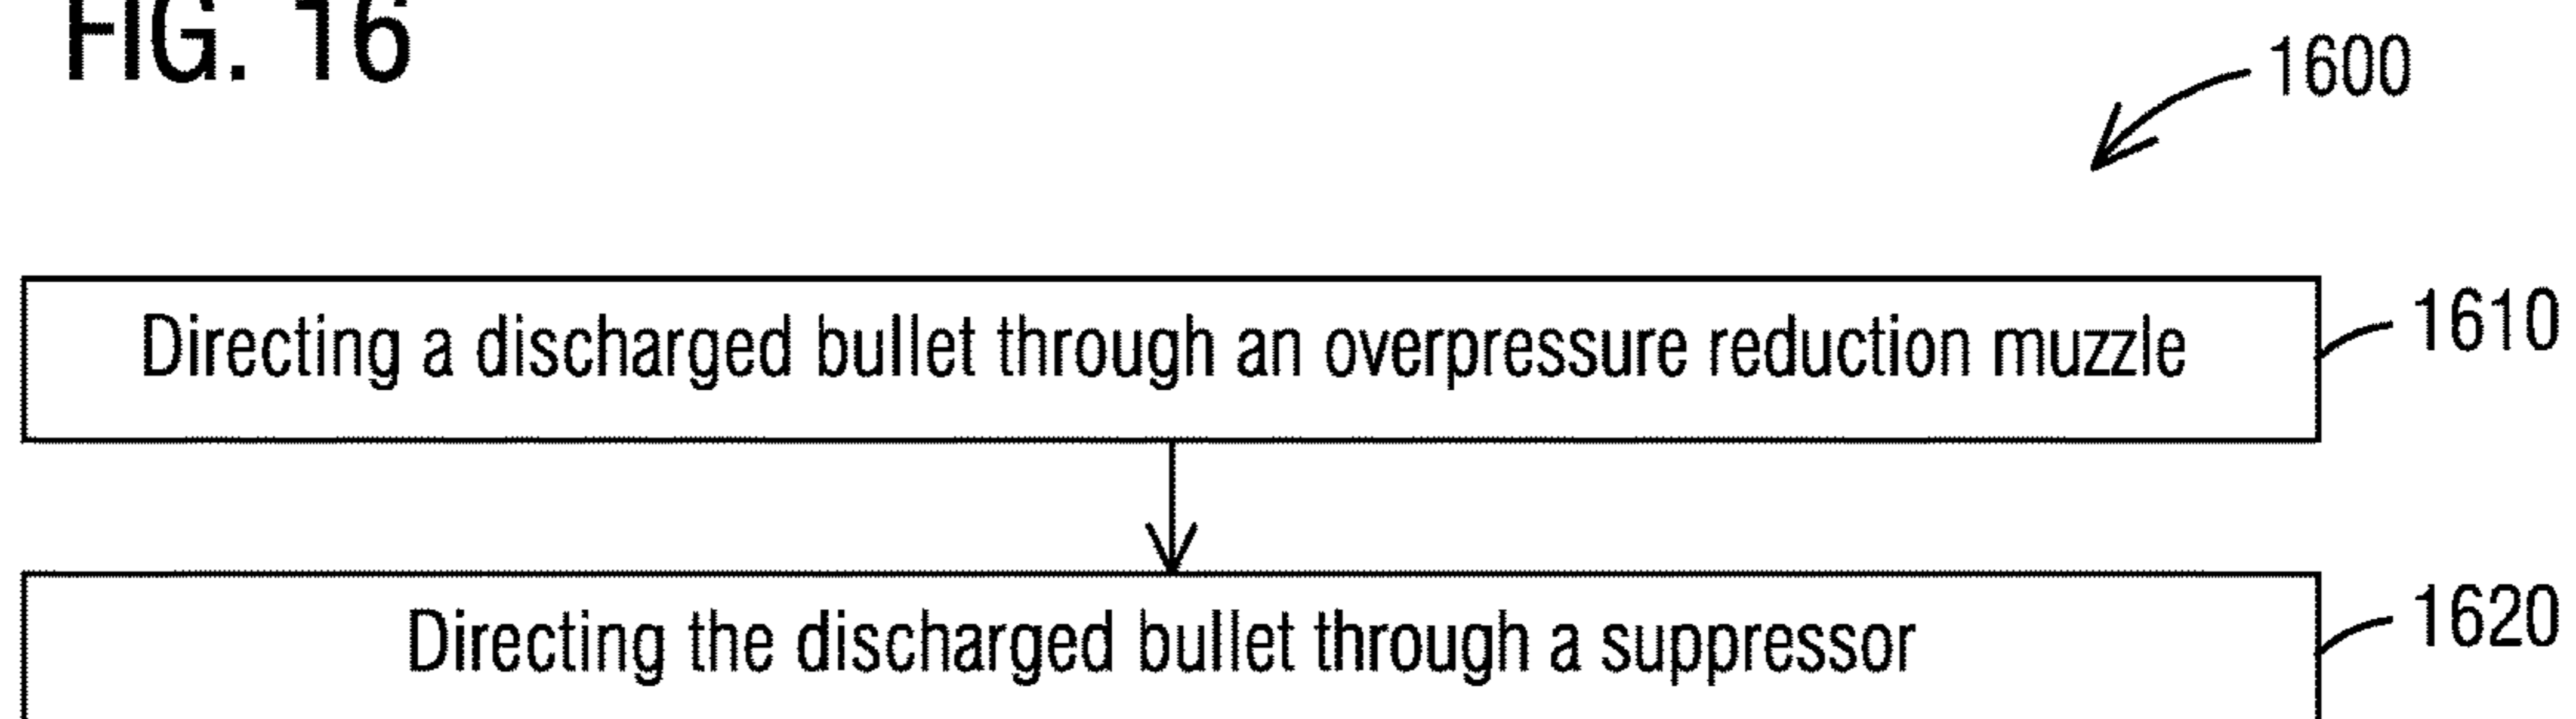 FIG. 16
1600
Directing a discharged bullet through an overpressure reduction muzzle
1610
Directing the discharged bullet through a suppressor
1620